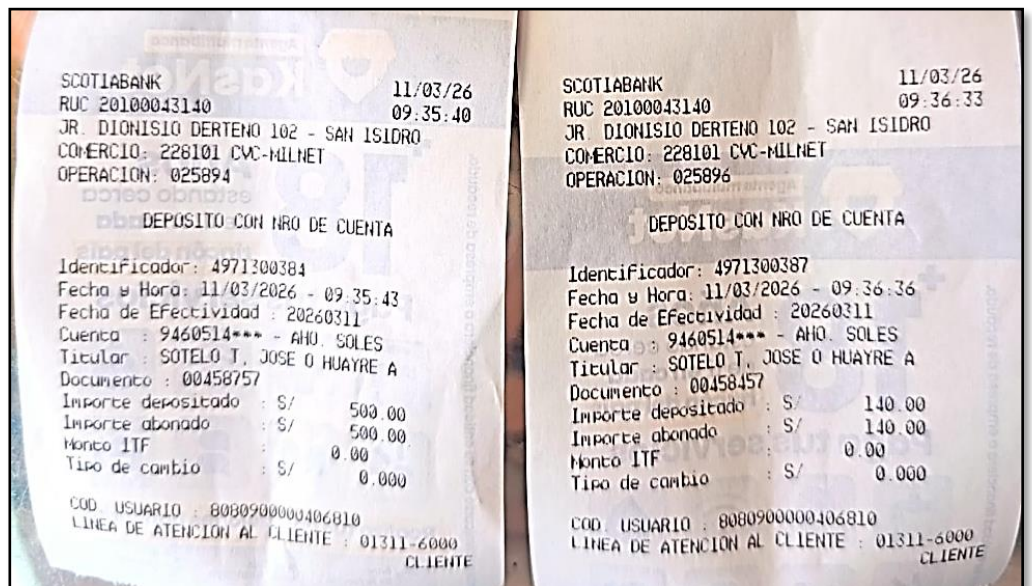 SCOTIABANK 11/03/26
RUC 20100043140 09:35:40
JR. DIONISIO DERTENO 102 - SAN ISIDRO
COMERCIO: 228101 CVC-MILNET
OPERACION: 025894
DEPOSITO CON NRO DE CUENTA
Identificador: 4971300384
Fecha y Hora: 11/03/2026 - 09:35:43
Fecha de Efectividad : 20260311
Cuenta : 9460514*** - AHO. SOLES
Titular : SOTELO T, JOSE O HUAYRE A
Documento : 00458757
Importe depositado : S/ 500.00
Importe abonado : S/ 500.00
Monto ITF : 0.00
Tipo de cambio : S/ 0.000
COD. USUARIO : 8080900000406810
LINEA DE ATENCION AL CLIENTE : 01311-6000
CLIENTE
SCOTIABANK 11/03/26
RUC 20100043140 09:36:33
JR. DIONISIO DERTENO 102 - SAN ISIDRO
COMERCIO: 228101 CVC-MILNET
OPERACION: 025896
DEPOSITO CON NRO DE CUENTA
Identificador: 4971300387
Fecha y Hora: 11/03/2026 - 09:36:36
Fecha de Efectividad : 20260311
Cuenta : 9460514*** - AHO. SOLES
Titular : SOTELO T, JOSE O HUAYRE A
Documento : 00458457
Importe depositado : S/ 140.00
Importe abonado : S/ 140.00
Monto ITF : 0.00
Tipo de cambio : S/ 0.000
COD. USUARIO : 8080900000406810
LINEA DE ATENCION AL CLIENTE : 01311-6000
CLIENTE